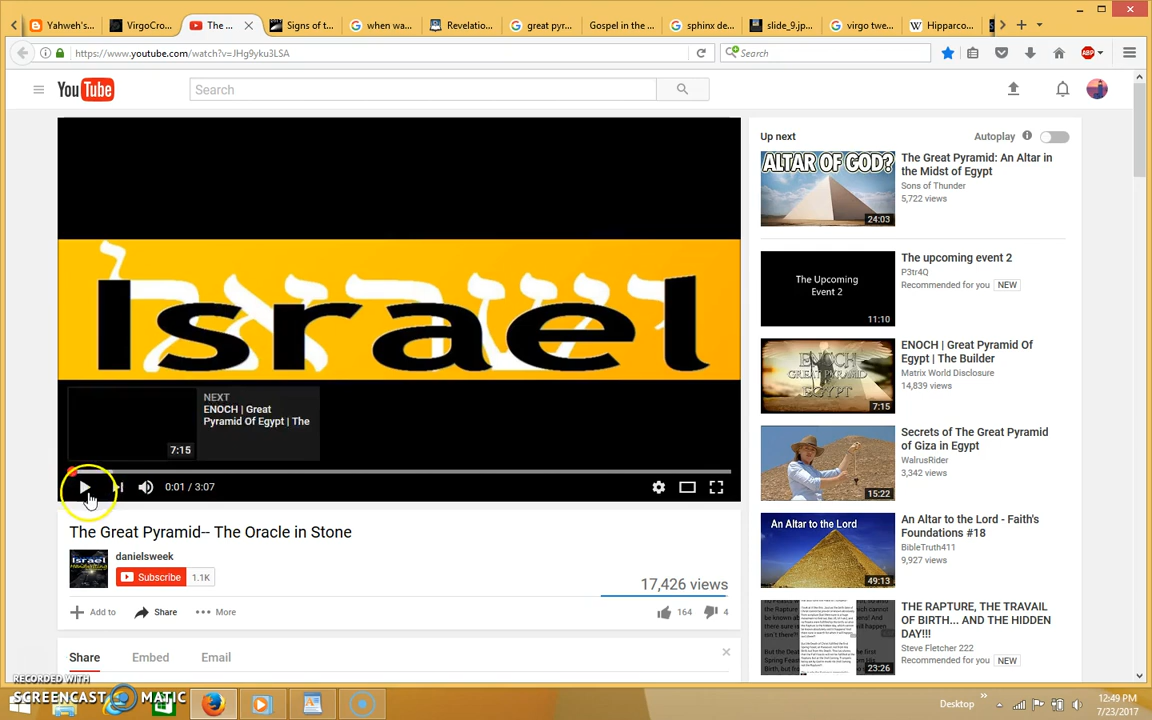 Yahweh's...
VirgoCro...
The ...
Signs of t...
when wa...
Revelatio...
great pyr...
Gospel in the ...
sphinx de...
slide_9.jp...
virgo twe...
Hipparco...
https://www.youtube.com/watch?v=JHg9yku3LSA
Search
ABP
YouTube
Search
Israel
ישראל
NEXT
ENOCH | Great
Pyramid Of Egypt | The
7:15
0:01 / 3:07
The Great Pyramid-- The Oracle in Stone
danielsweek
Subscribe 1.1K
17,426 views
Add to
Share
More
164
4
Share
Embed
Email
Up next
Autoplay
ALTAR OF GOD?
24:03
The Great Pyramid: An Altar in
the Midst of Egypt
Sons of Thunder
5,722 views
The Upcoming
Event 2
11:10
The upcoming event 2
P3tr4Q
Recommended for you NEW
ENOCH
GREAT PYRAMID
EGYPT
7:15
ENOCH | Great Pyramid Of
Egypt | The Builder
Matrix World Disclosure
14,839 views
15:22
Secrets of The Great Pyramid
of Giza in Egypt
WalrusRider
3,342 views
An Altar to the Lord
49:13
An Altar to the Lord - Faith's
Foundations #18
BibleTruth411
9,927 views
23:26
THE RAPTURE, THE TRAVAIL
OF BIRTH... AND THE HIDDEN
DAY!!!
Steve Fletcher 222
Recommended for you NEW
RECORDED WITH
SCREENCAST MATIC
Desktop
12:49 PM
7/23/2017